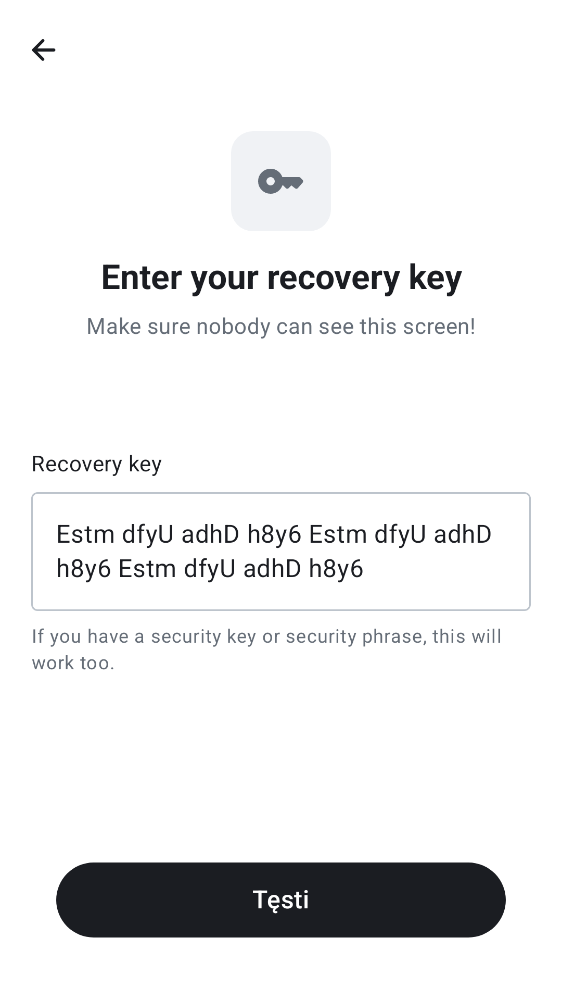 Enter your recovery key
Make sure nobody can see this screen!
Recovery key
Estm dfyU adhD h8y6 Estm dfyU adhD
h8y6 Estm dfyU adhD h8y6
If you have a security key or security phrase, this will
work too.
Tęsti